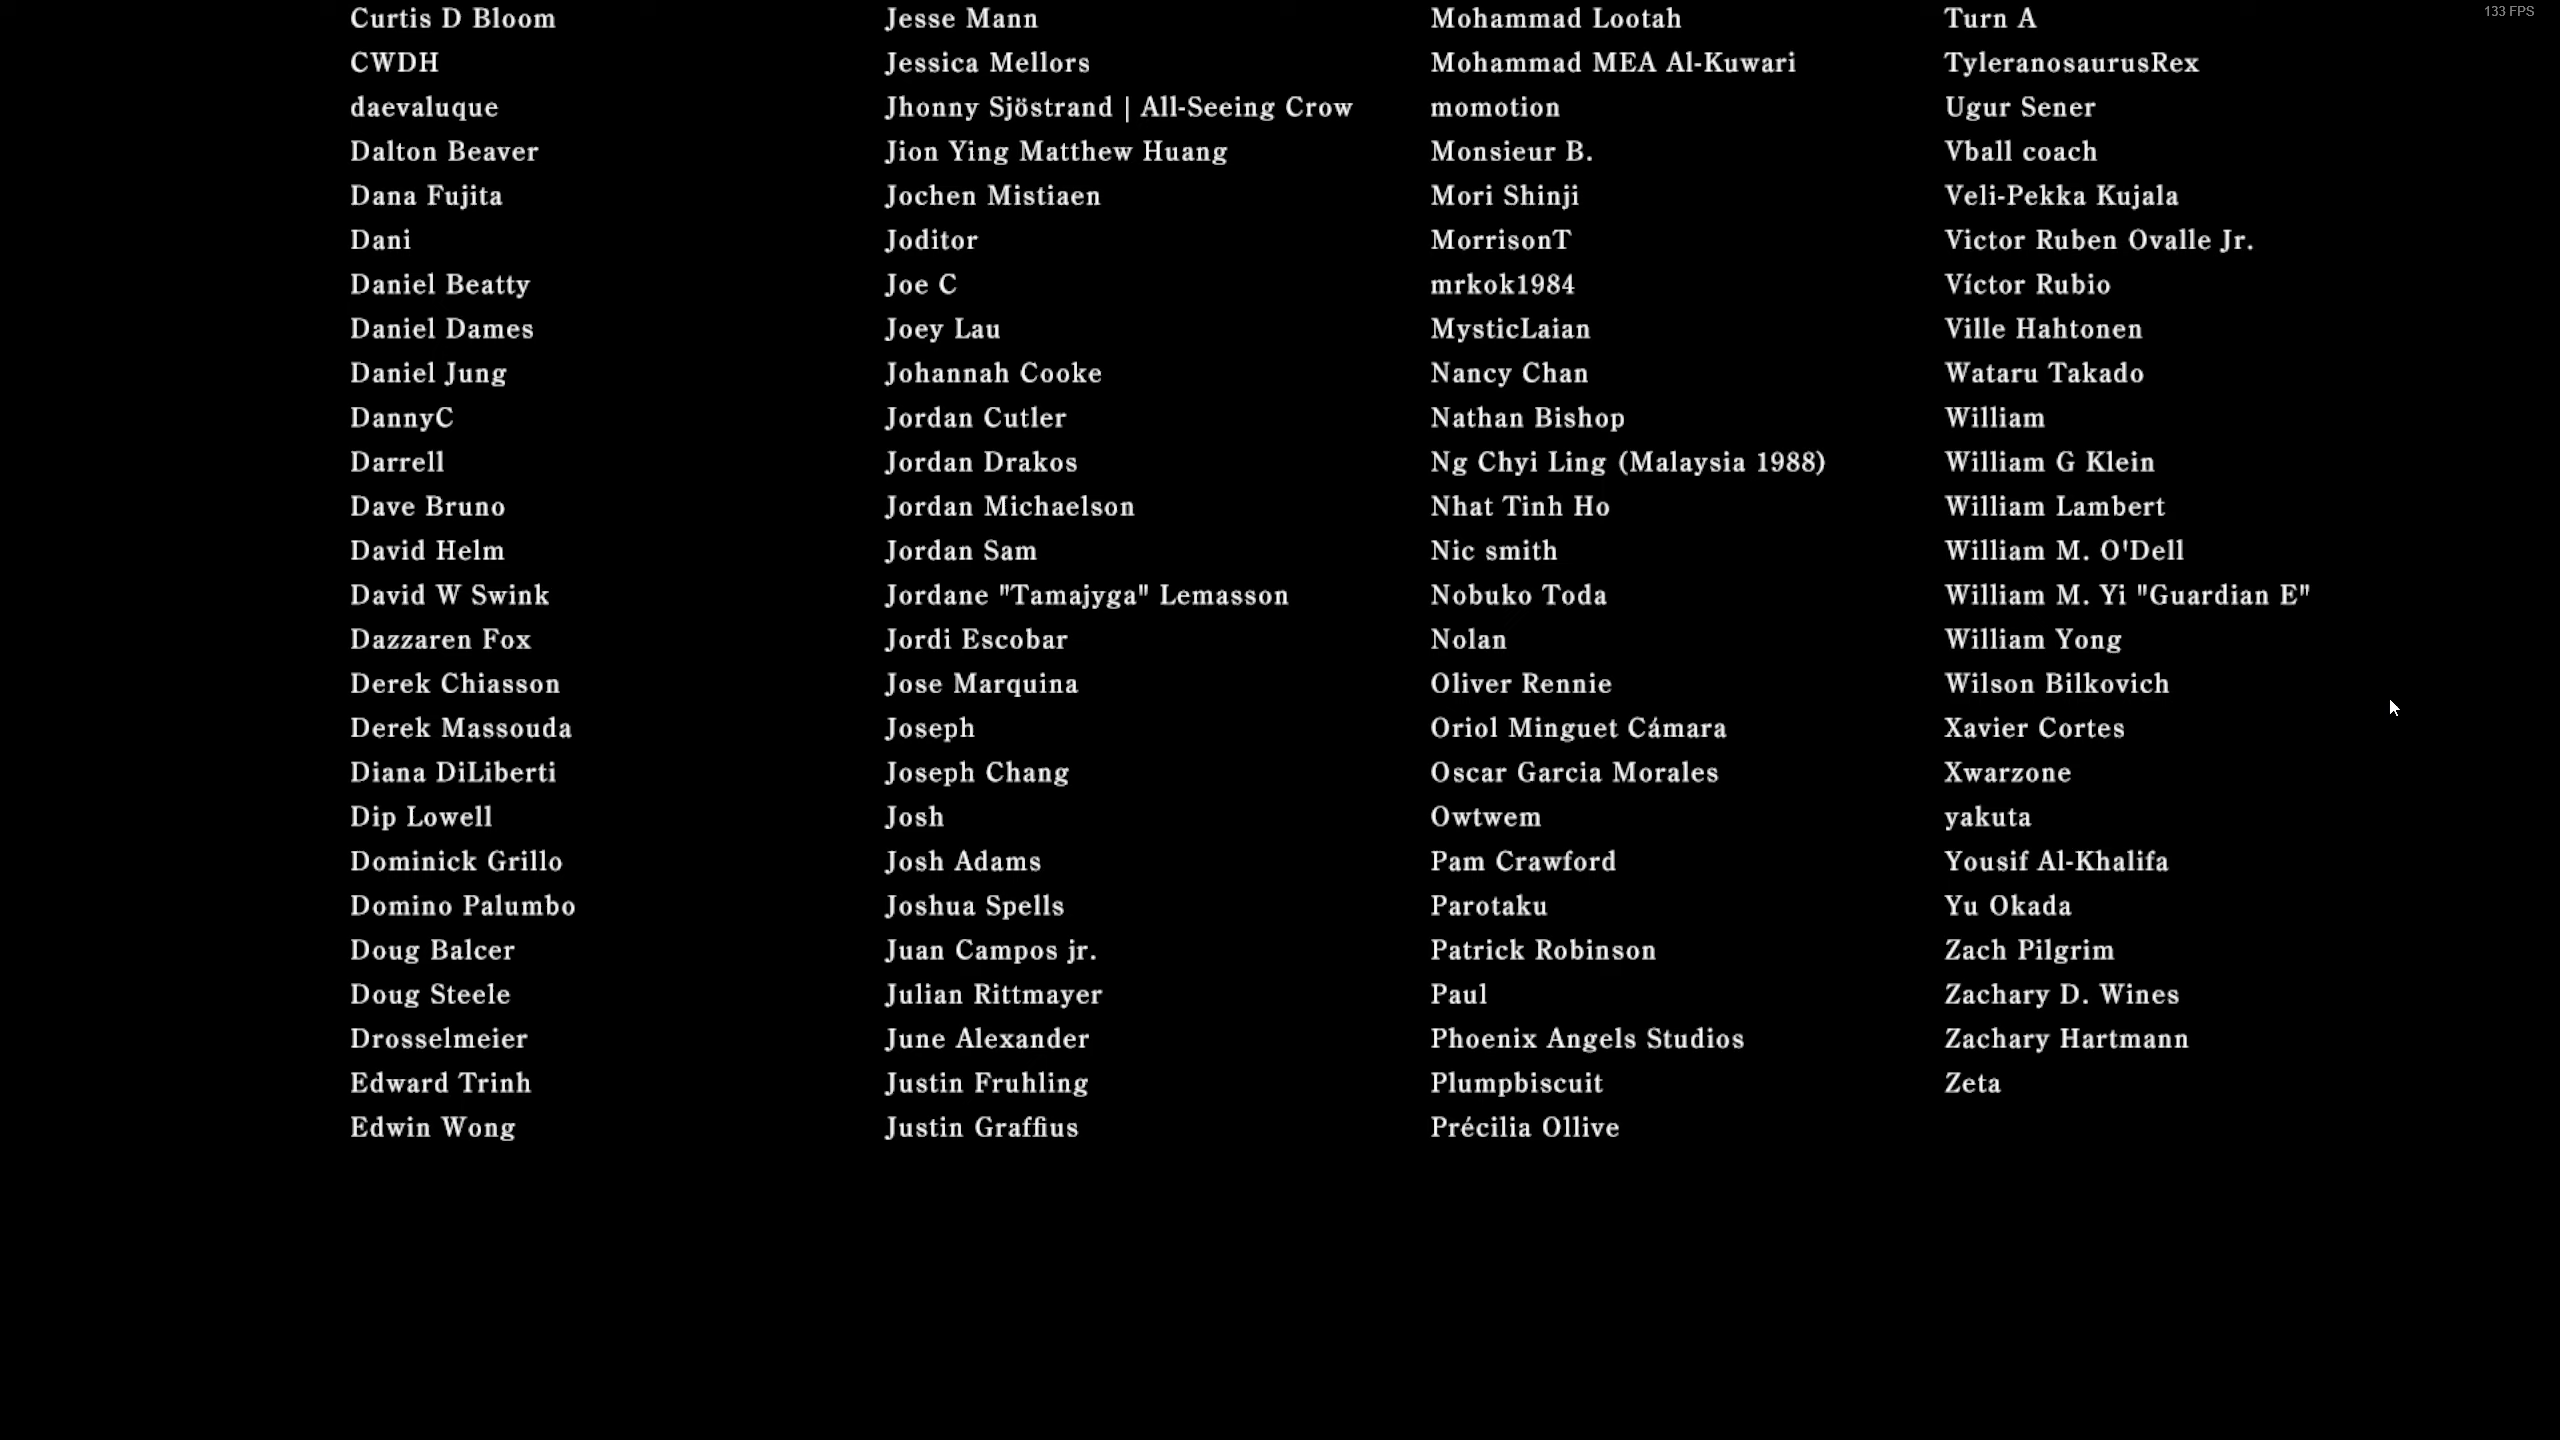 Curtis D Bloom
CWDH
daevaluque
Dalton Beaver
Dana Fujita
Dani
Daniel Beatty
Daniel Dames
Daniel Jung
DannyC
Darrell
Dave Bruno
David Helm
David W Swink
Dazzaren Fox
Derek Chiasson
Derek Massouda
Diana DiLiberti
Dip Lowell
Dominick Grillo
Domino Palumbo
Doug Balcer
Doug Steele
Drosselmeier
Edward Trinh
Edwin Wong
Jesse Mann
Jessica Mellors
Jhonny Sjöstrand | All-Seeing Crow
Jion Ying Matthew Huang
Jochen Mistiaen
Joditor
Joe C
Joey Lau
Johannah Cooke
Jordan Cutler
Jordan Drakos
Jordan Michaelson
Jordan Sam
Jordane "Tamajyga" Lemasson
Jordi Escobar
Jose Marquina
Joseph
Joseph Chang
Josh
Josh Adams
Joshua Spells
Juan Campos jr.
Julian Rittmayer
June Alexander
Justin Fruhling
Justin Graffius
Mohammad Lootah
Mohammad MEA Al-Kuwari
momotion
Monsieur B.
Mori Shinji
MorrisonT
mrkok1984
MysticLaian
Nancy Chan
Nathan Bishop
Ng Chyi Ling (Malaysia 1988)
Nhat Tinh Ho
Nic smith
Nobuko Toda
Nolan
Oliver Rennie
Oriol Minguet Cámara
Oscar Garcia Morales
Owtwem
Pam Crawford
Parotaku
Patrick Robinson
Paul
Phoenix Angels Studios
Plumpbiscuit
Précilia Ollive
Turn A
TyleranosaurusRex
Ugur Sener
Vball coach
Veli-Pekka Kujala
Victor Ruben Ovalle Jr.
Víctor Rubio
Ville Hahtonen
Wataru Takado
William
William G Klein
William Lambert
William M. O'Dell
William M. Yi "Guardian E"
William Yong
Wilson Bilkovich
Xavier Cortes
Xwarzone
yakuta
Yousif Al-Khalifa
Yu Okada
Zach Pilgrim
Zachary D. Wines
Zachary Hartmann
Zeta
133 FPS